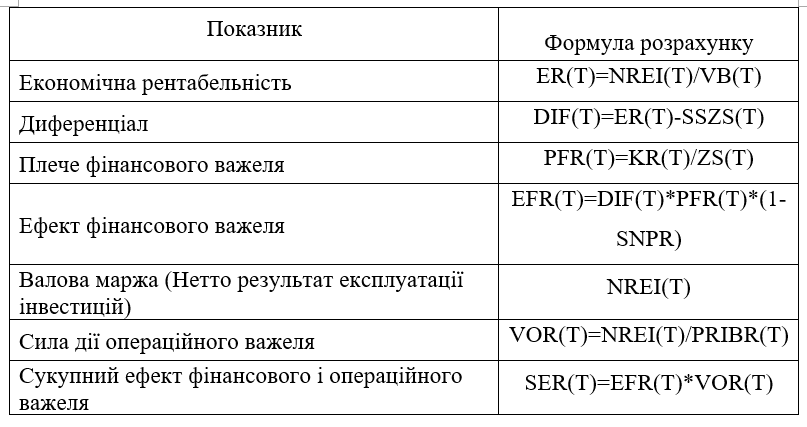 Показник
Формула розрахунку
Економічна рентабельність
ER(T)=NREI(T)/VB(T)
Диференціал
DIF(T)=ER(T)-SSZS(T)
Плече фінансового важеля
PFR(T)=KR(T)/ZS(T)
Ефект фінансового важеля
EFR(T)=DIF(T)*PFR(T)*(1-
SNPR)
Валова маржа (Нетто результат експлуатації
інвестицій)
NREI(T)
Сила дії операційного важеля
VOR(T)=NREI(T)/PRIBR(T)
Сукупний ефект фінансового і операційного
важеля
SER(T)=EFR(T)*VOR(T)